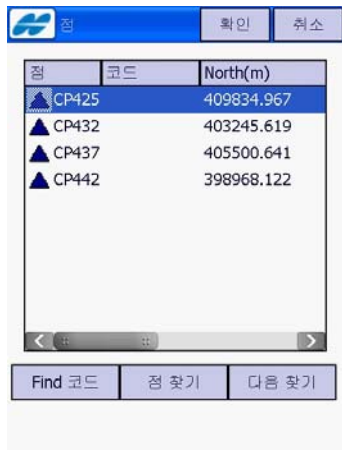 점 확인 취소
점 코드 North(m)
CP425 409834.967
CP432 403245.619
CP437 405500.641
CP442 398968.122
Find 코드 점 찾기 다음 찾기